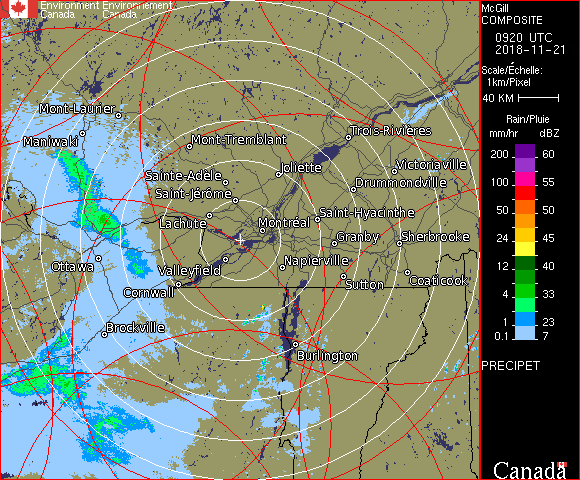 Environment Environnement
Canada Canada
McGill
COMPOSITE
0920 UTC
2018-11-21
Scale/Échelle:
1km/Pixel
40 KM
Rain/Pluie
mm/hr dBZ
200 60
100 55
50 50
24 45
12 40
4 33
1 23
0.1 7
PRECIPET
Canada
Mont-Laurier
Maniwaki
Mont-Tremblant
Trois-Rivières
Sainte-Adèle
Joliette
Victoriaville
Saint-Jérôme
Drummondville
Lachute
Montréal
Saint-Hyacinthe
Granby
Sherbrooke
Ottawa
Valleyfield
Napierville
Cornwall
Sutton
Coaticook
Brockville
Burlington